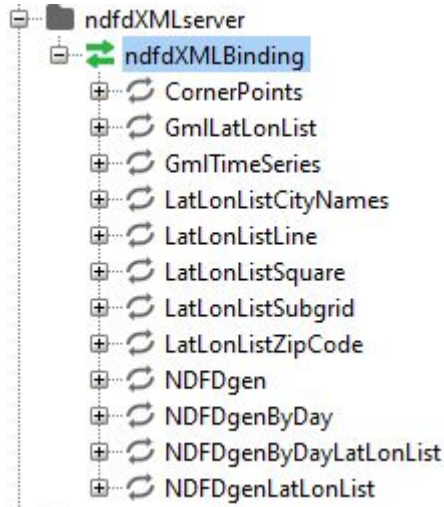 ndfdXMLserver
ndfdXMLBinding
CornerPoints
GmlLatLonList
GmlTimeSeries
LatLonListCityNames
LatLonListLine
LatLonListSquare
LatLonListSubgrid
LatLonListZipCode
NDFDgen
NDFDgenByDay
NDFDgenByDayLatLonList
NDFDgenLatLonList